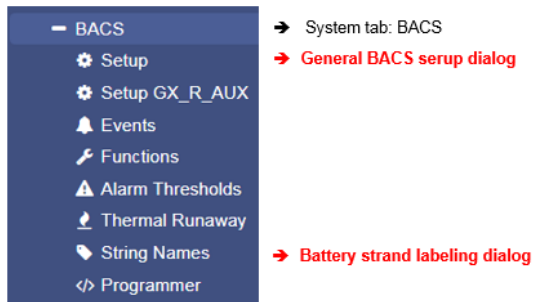 BACS ➔ System tab: BACS
Setup ➔ General BACS serup dialog
Setup GX_R_AUX
Events
Functions
Alarm Thresholds
Thermal Runaway
String Names ➔ Battery strand labeling dialog
</> Programmer